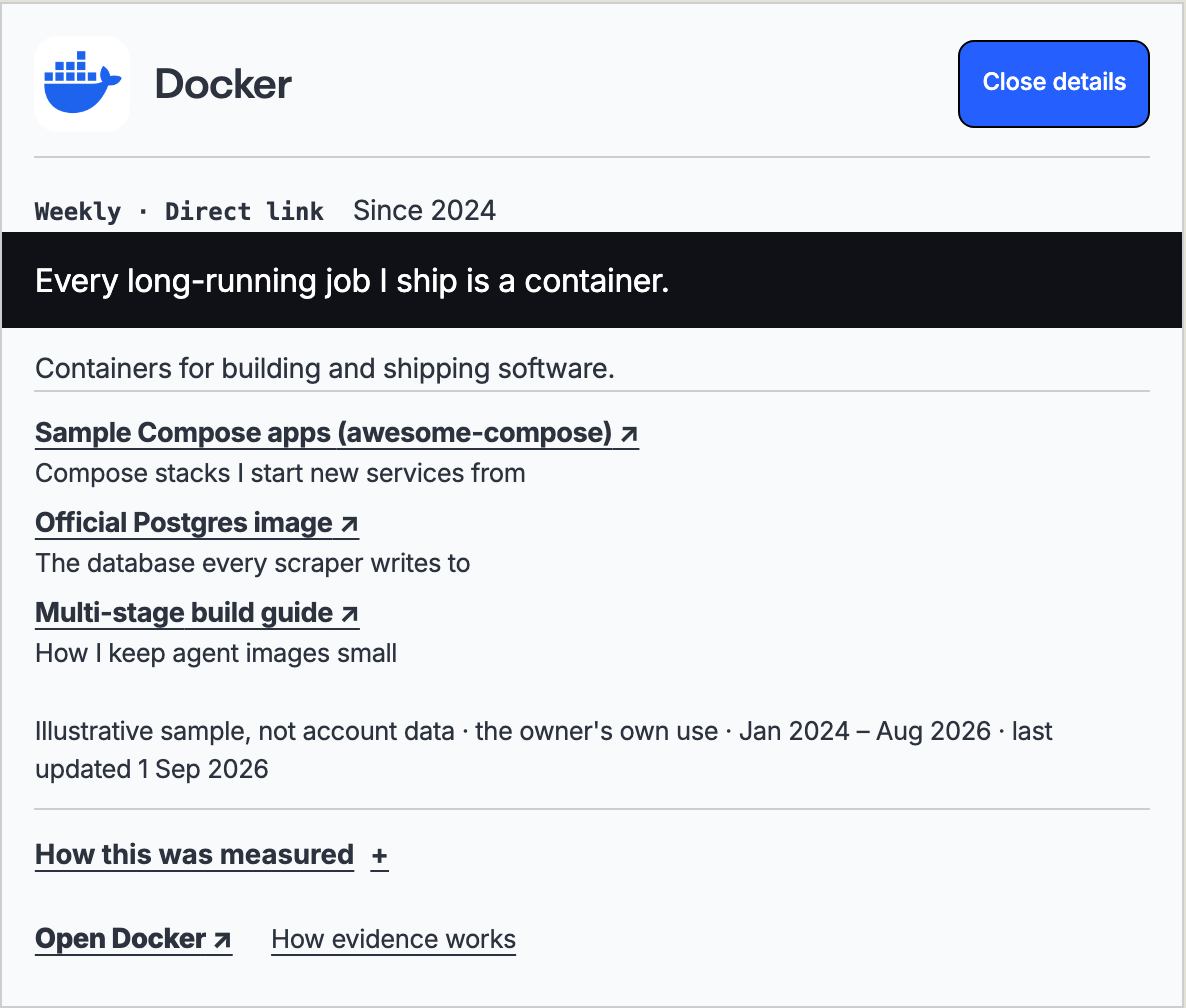 Docker
Close details
Weekly · Direct link Since 2024
Every long-running job I ship is a container.
Containers for building and shipping software.
Sample Compose apps (awesome-compose) ↗
Compose stacks I start new services from
Official Postgres image ↗
The database every scraper writes to
Multi-stage build guide ↗
How I keep agent images small
Illustrative sample, not account data · the owner's own use · Jan 2024 – Aug 2026 · last
updated 1 Sep 2026
How this was measured +
Open Docker ↗ How evidence works